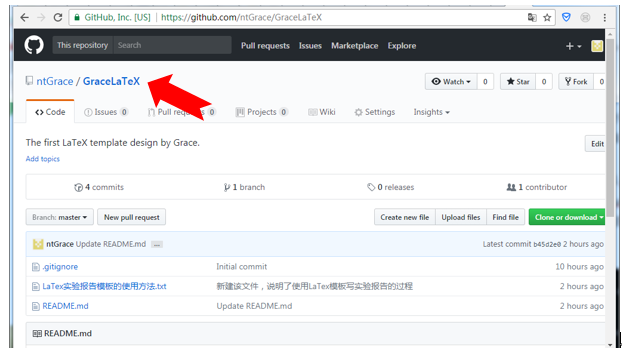 GitHub, Inc. [US] | https://github.com/ntGrace/GraceLaTeX
This repository Search Pull requests Issues Marketplace Explore
ntGrace / GraceLaTeX Watch 0 Star 0 Fork 0
Code Issues 0 Pull requests 0 Projects 0 Wiki Settings Insights
The first LaTeX template design by Grace. Edit
Add topics
4 commits 1 branch 0 releases 1 contributor
Branch: master New pull request Create new file Upload files Find file Clone or download
ntGrace Update README.md ... Latest commit b45d2e0 2 hours ago
.gitignore Initial commit 10 hours ago
LaTex实验报告模板的使用方法.txt 新建该文件，说明了使用LaTex模板写实验报告的过程 2 hours ago
README.md Update README.md 2 hours ago
README.md